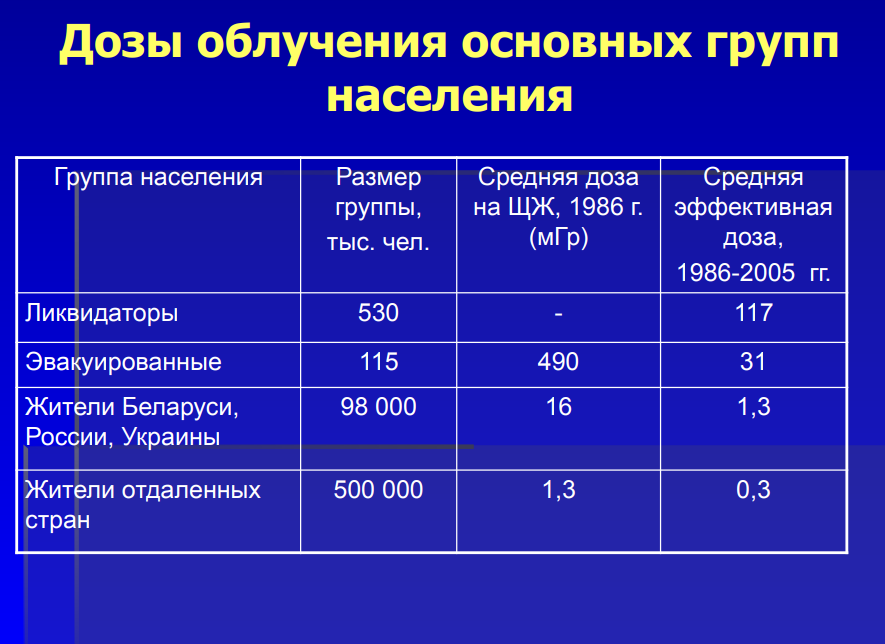 Дозы облучения основных групп
населения
Группа населения
Размер
группы,
тыс. чел.
Средняя доза
на ЩЖ, 1986 г.
(мГр)
Средняя
эффективная
доза,
1986-2005 гг.
Ликвидаторы
530
-
117
Эвакуированные
115
490
31
Жители Беларуси,
России, Украины
98 000
16
1,3
Жители отдаленных
стран
500 000
1,3
0,3